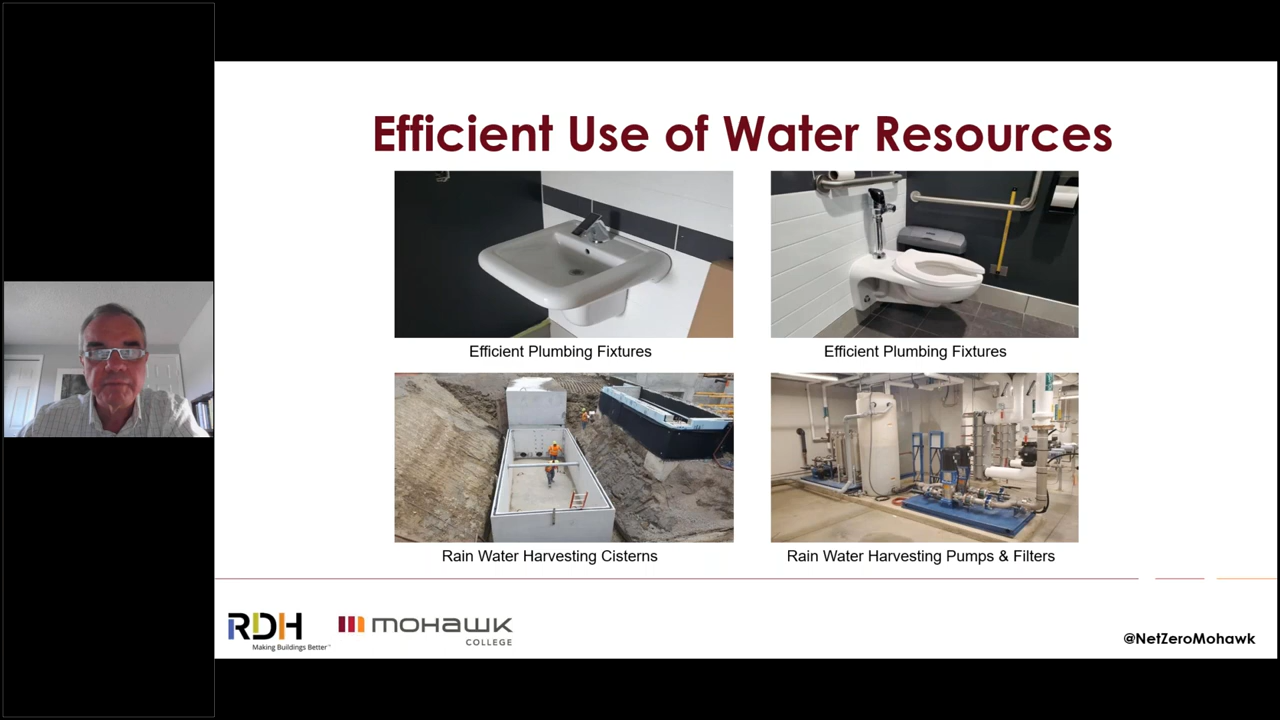 Efficient Use of Water Resources
Efficient Plumbing Fixtures
Efficient Plumbing Fixtures
Rain Water Harvesting Cisterns
Rain Water Harvesting Pumps & Filters
RDH
Making Buildings Better™
mohawk
COLLEGE
@NetZeroMohawk